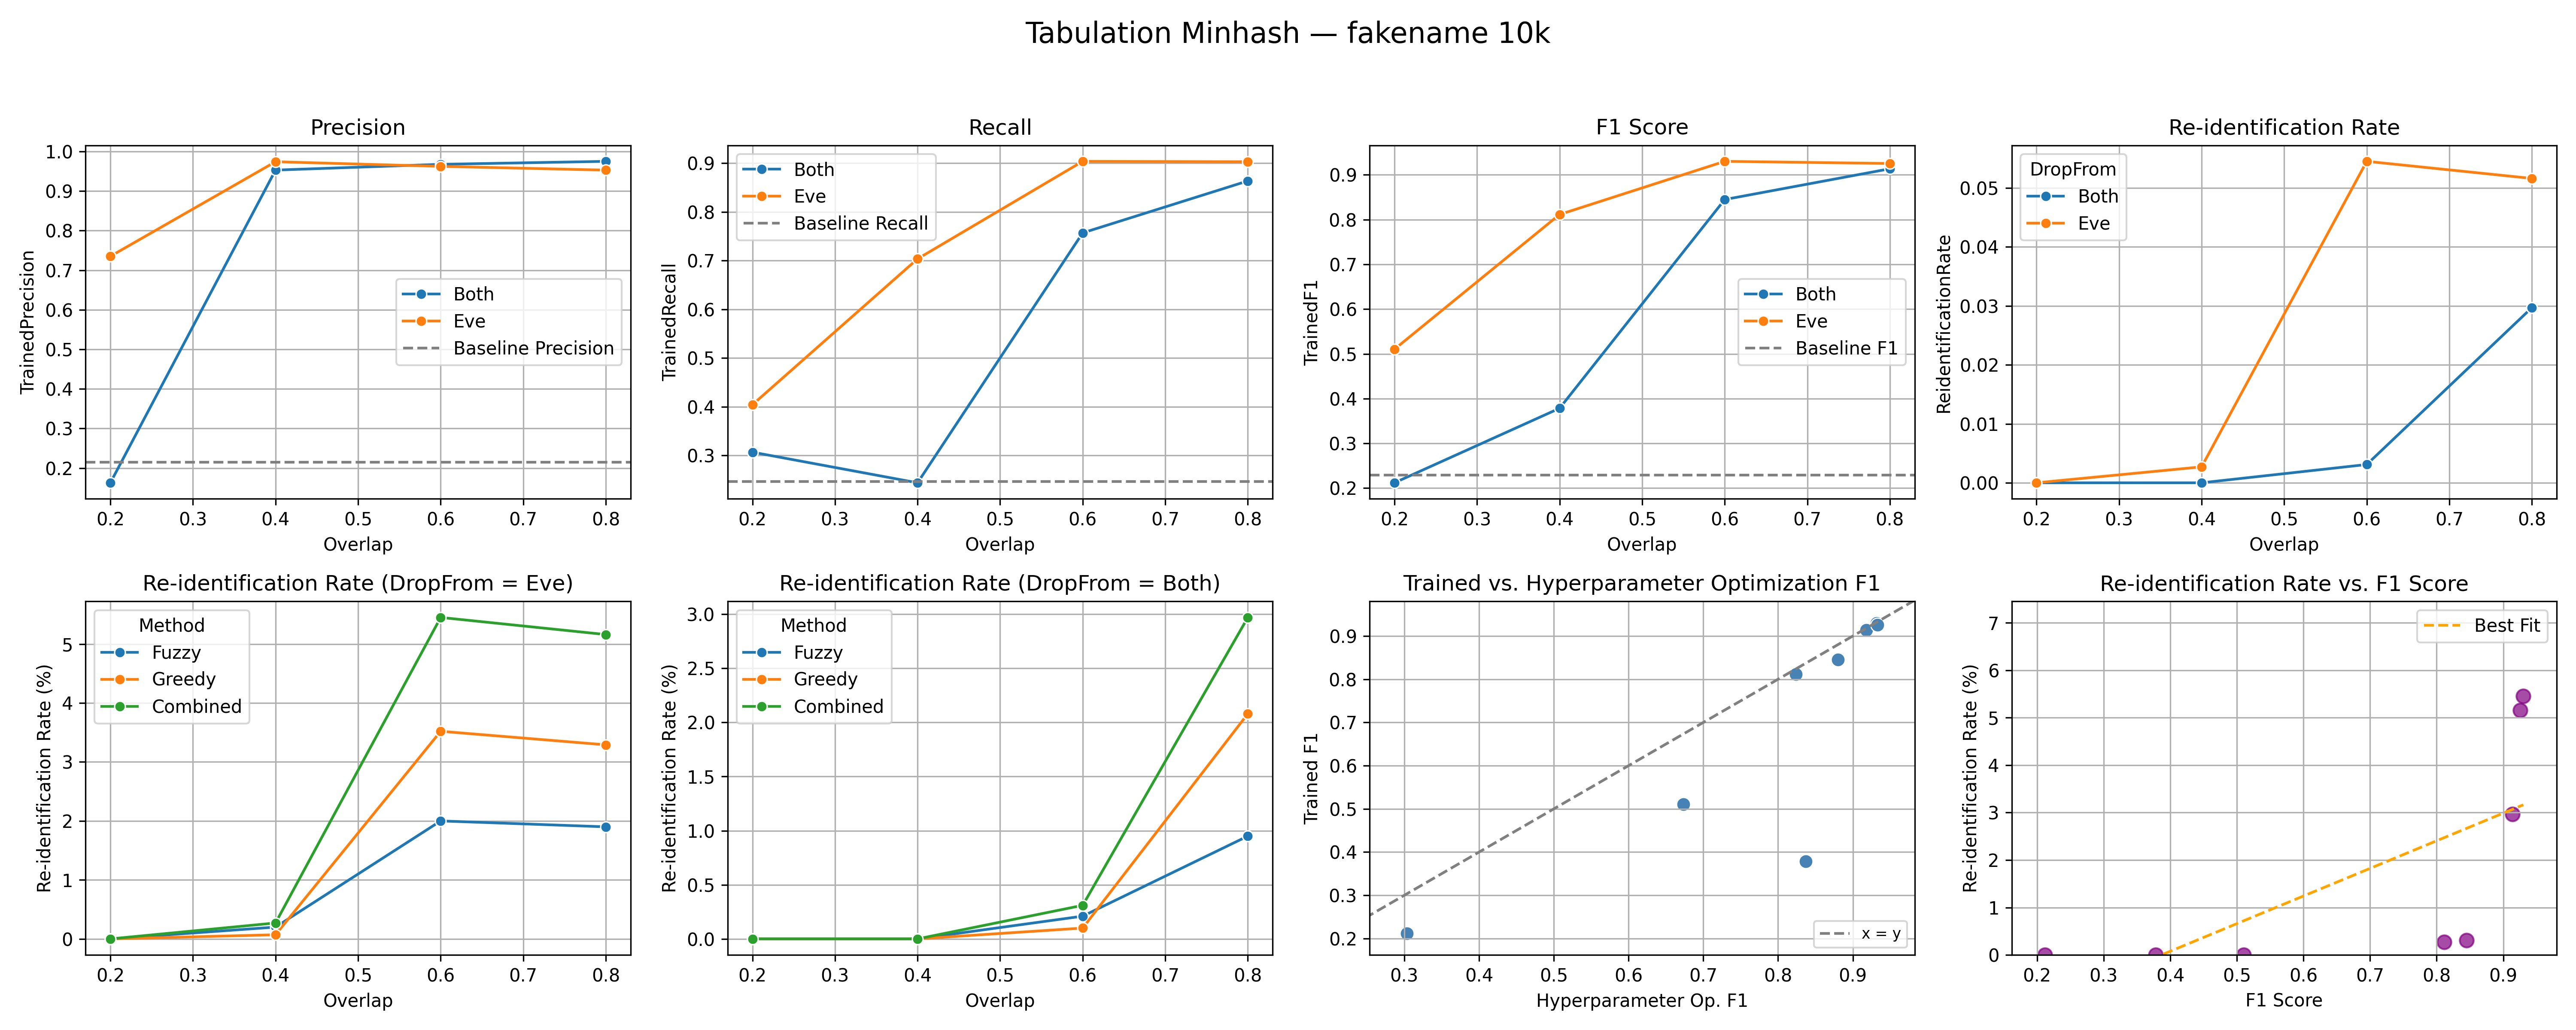 Tabulation Minhash — fakename 10k
Precision
TrainedPrecision
1.0
0.9
0.8
0.7
0.6
0.5
0.4
0.3
0.2
Both
Eve
Baseline Precision
0.2 0.3 0.4 0.5 0.6 0.7 0.8
Overlap
Recall
TrainedRecall
0.9
0.8
0.7
0.6
0.5
0.4
0.3
Both
Eve
Baseline Recall
0.2 0.3 0.4 0.5 0.6 0.7 0.8
Overlap
F1 Score
TrainedF1
0.9
0.8
0.7
0.6
0.5
0.4
0.3
0.2
Both
Eve
Baseline F1
0.2 0.3 0.4 0.5 0.6 0.7 0.8
Overlap
Re-identification Rate
ReidentificationRate
0.05
0.04
0.03
0.02
0.01
0.00
DropFrom
Both
Eve
0.2 0.3 0.4 0.5 0.6 0.7 0.8
Overlap
Re-identification Rate (DropFrom = Eve)
Re-identification Rate (%)
5
4
3
2
1
0
Method
Fuzzy
Greedy
Combined
0.2 0.3 0.4 0.5 0.6 0.7 0.8
Overlap
Re-identification Rate (DropFrom = Both)
Re-identification Rate (%)
3.0
2.5
2.0
1.5
1.0
0.5
0.0
Method
Fuzzy
Greedy
Combined
0.2 0.3 0.4 0.5 0.6 0.7 0.8
Overlap
Trained vs. Hyperparameter Optimization F1
Trained F1
0.9
0.8
0.7
0.6
0.5
0.4
0.3
0.2
x = y
0.3 0.4 0.5 0.6 0.7 0.8 0.9
Hyperparameter Op. F1
Re-identification Rate vs. F1 Score
Re-identification Rate (%)
7
6
5
4
3
2
1
0
Best Fit
0.2 0.3 0.4 0.5 0.6 0.7 0.8 0.9
F1 Score